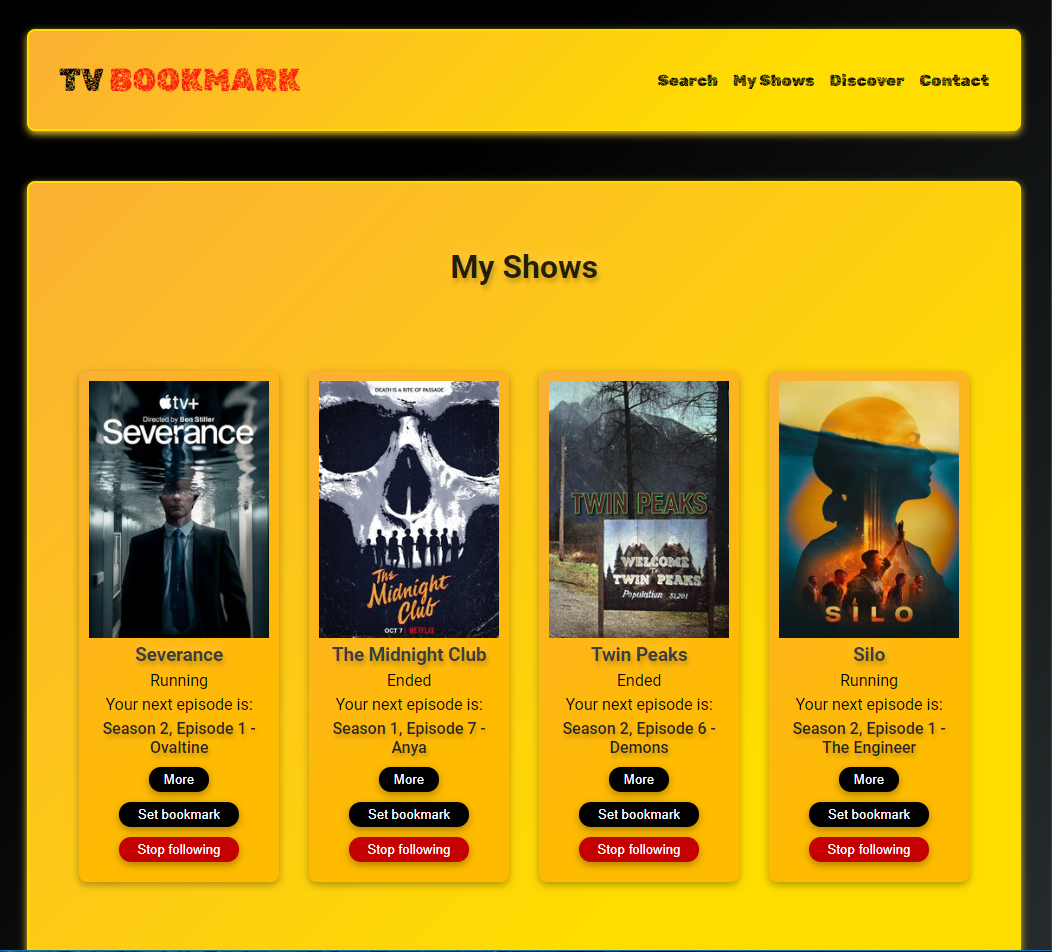 TV BOOKMARK
Search My Shows Discover Contact
My Shows
tv+
Directed by Ben Stiller
Severance
DEATH IS A RITE OF PASSAGE
The
Midnight
Club
OCT 7 | NETFLIX
TWIN PEAKS
WELCOME
TO
TWIN PEAKS
Population 51,201
SILO
Severance
Running
Your next episode is:
Season 2, Episode 1 -
Ovaltine
More
Set bookmark
Stop following
The Midnight Club
Ended
Your next episode is:
Season 1, Episode 7 -
Anya
More
Set bookmark
Stop following
Twin Peaks
Ended
Your next episode is:
Season 2, Episode 6 -
Demons
More
Set bookmark
Stop following
Silo
Running
Your next episode is:
Season 2, Episode 1 -
The Engineer
More
Set bookmark
Stop following